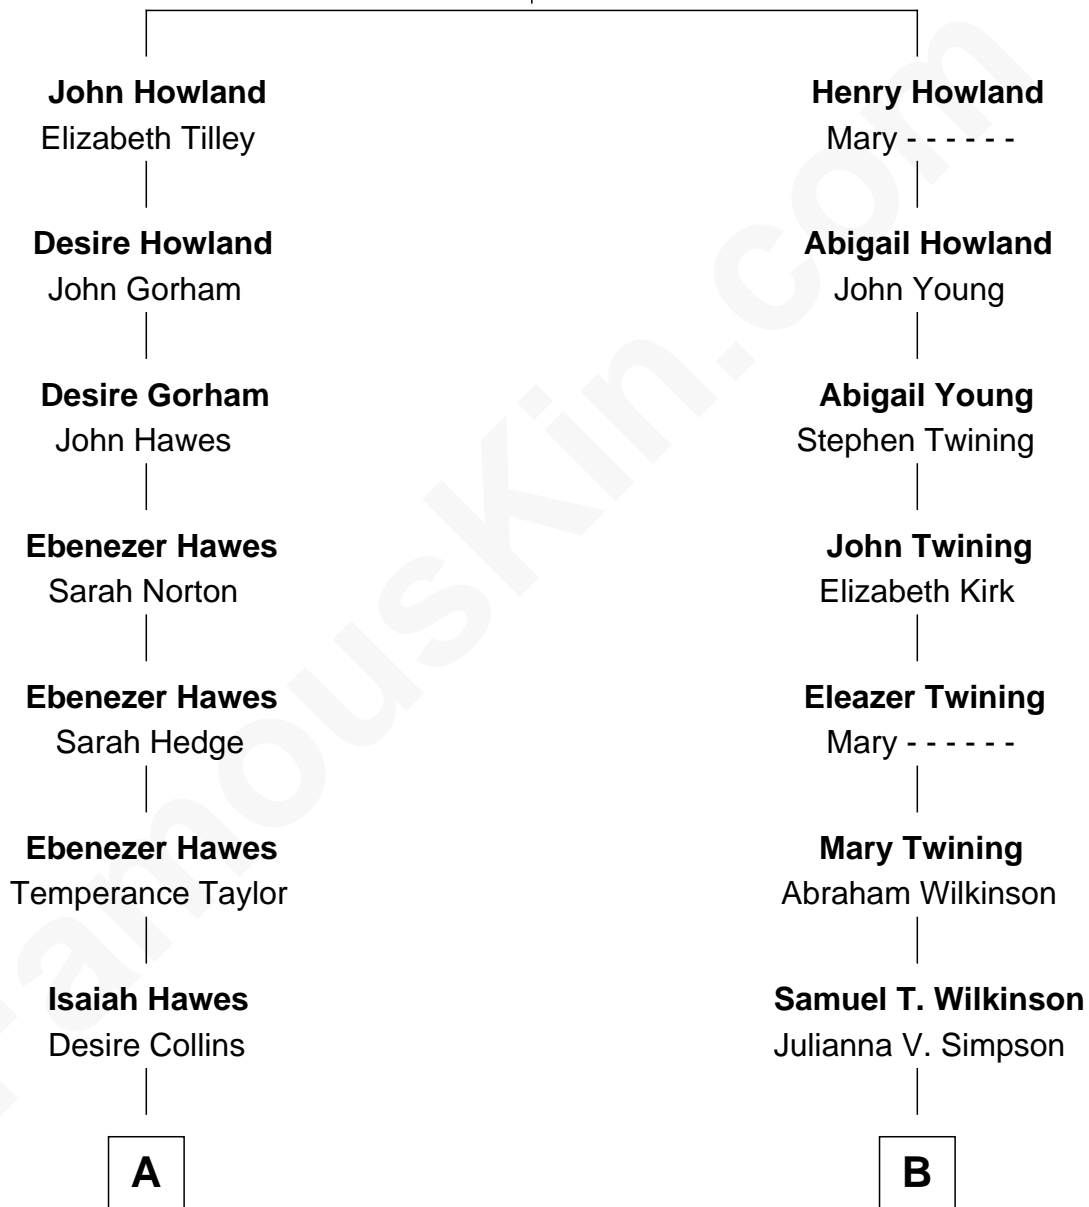 John Howland
Elizabeth Tilley
Desire Howland
John Gorham
Desire Gorham
John Hawes
Ebenezer Hawes
Sarah Norton
Ebenezer Hawes
Sarah Hedge
Ebenezer Hawes
Temperance Taylor
Isaiah Hawes
Desire Collins
A
Henry Howland
Mary - - - - - -
Abigail Howland
John Young
Abigail Young
Stephen Twining
John Twining
Elizabeth Kirk
Eleazer Twining
Mary - - - - - -
Mary Twining
Abraham Wilkinson
Samuel T. Wilkinson
Julianna V. Simpson
B
FamousKin.com